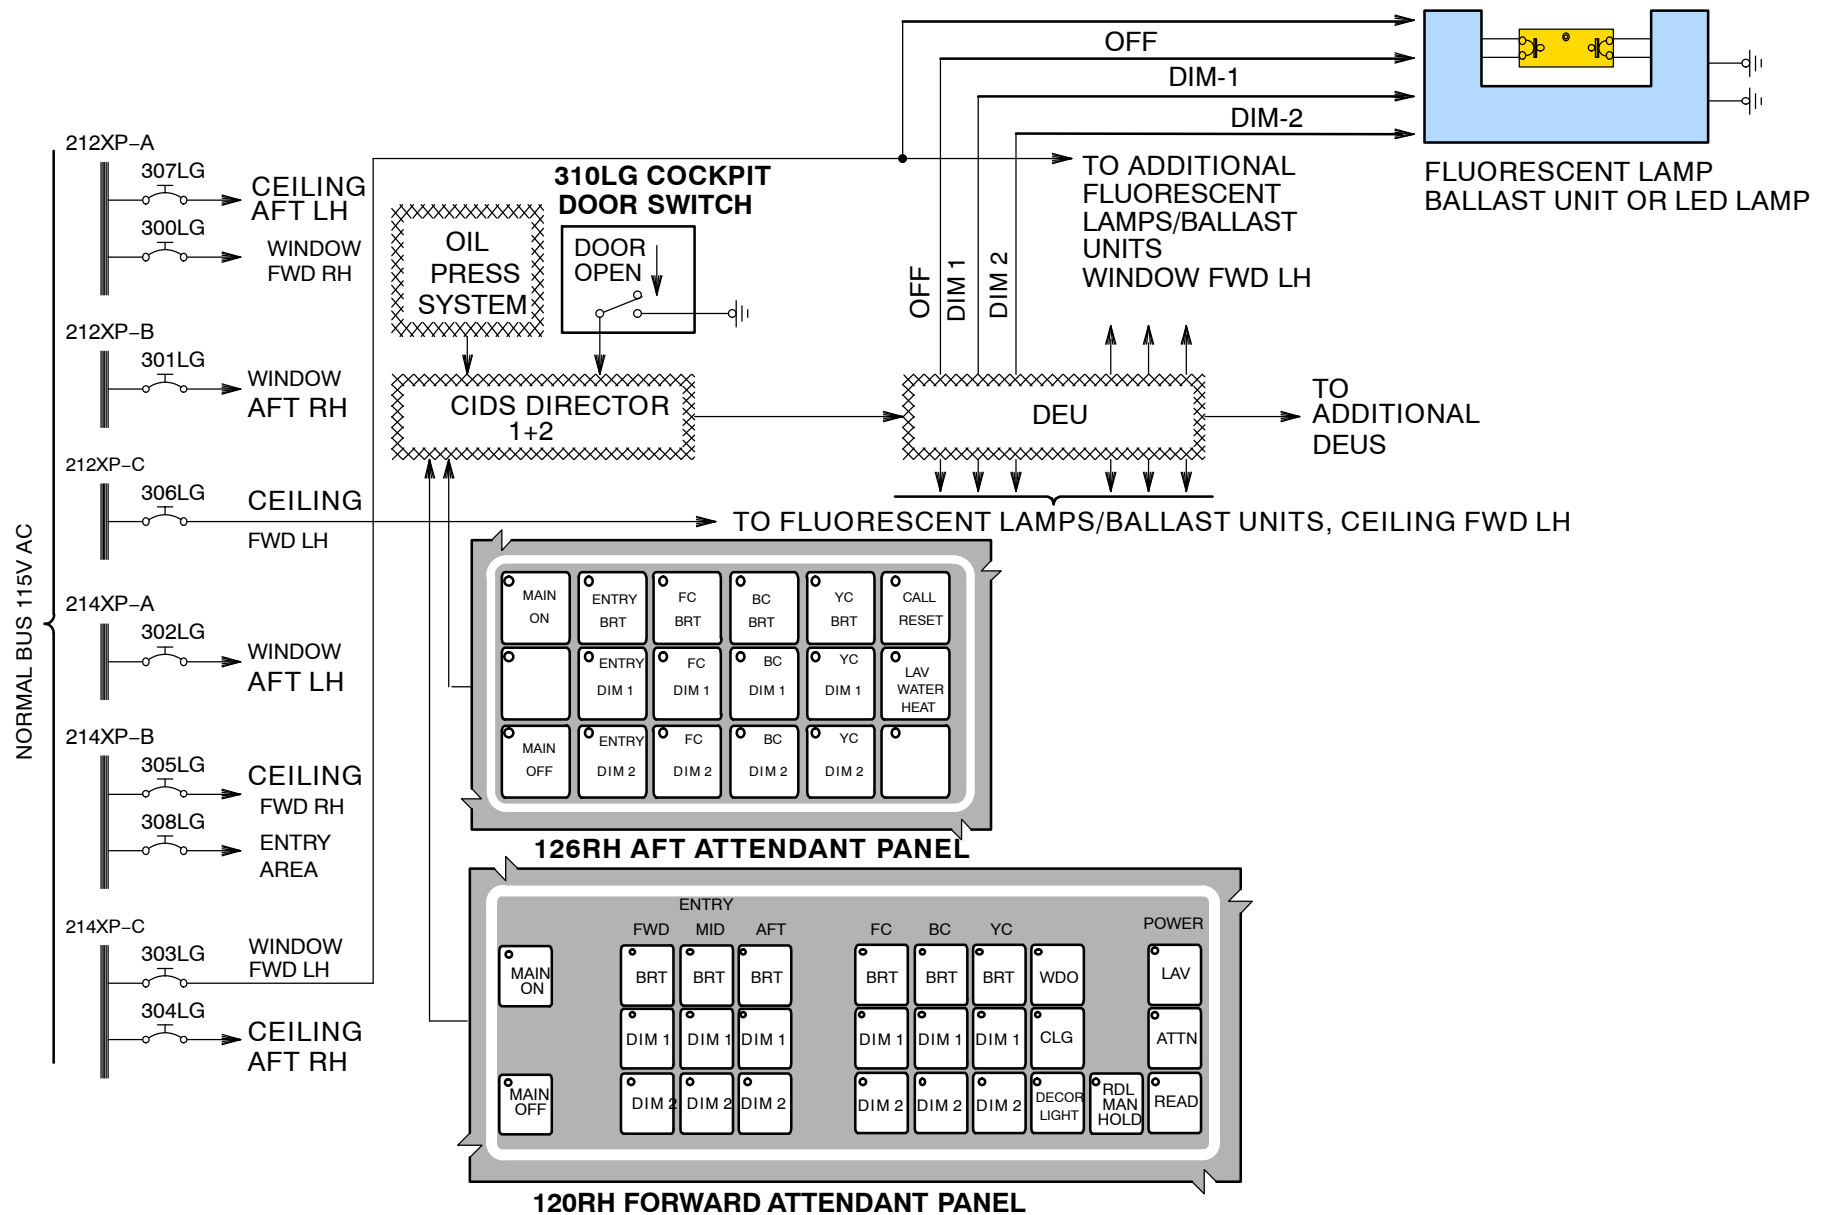 OFF
DIM-1
DIM-2
FLUORESCENT LAMP
BALLAST UNIT OR LED LAMP
TO ADDITIONAL
FLUORESCENT
LAMPS/BALLAST
UNITS
WINDOW FWD LH
NORMAL BUS 115V AC
212XP–A
307LG
CEILING
AFT LH
300LG
WINDOW
FWD RH
212XP–B
301LG
WINDOW
AFT RH
212XP–C
306LG
CEILING
FWD LH
214XP–A
302LG
WINDOW
AFT LH
214XP–B
305LG
CEILING
FWD RH
308LG
ENTRY
AREA
214XP–C
303LG
WINDOW
FWD LH
304LG
CEILING
AFT RH
OIL
PRESS
SYSTEM
310LG COCKPIT
DOOR SWITCH
DOOR
OPEN
CIDS DIRECTOR
1+2
OFF
DIM 1
DIM 2
DEU
TO
ADDITIONAL
DEUS
TO FLUORESCENT LAMPS/BALLAST UNITS, CEILING FWD LH
MAIN
ON
ENTRY
BRT
FC
BRT
BC
BRT
YC
BRT
CALL
RESET
ENTRY
DIM 1
FC
DIM 1
BC
DIM 1
YC
DIM 1
LAV
WATER
HEAT
MAIN
OFF
ENTRY
DIM 2
FC
DIM 2
BC
DIM 2
YC
DIM 2
126RH AFT ATTENDANT PANEL
ENTRY
FWD MID AFT FC BC YC POWER
MAIN
ON
BRT BRT BRT BRT BRT BRT WDO LAV
DIM 1 DIM 1 DIM 1 DIM 1 DIM 1 DIM 1 CLG ATTN
MAIN
OFF
DIM 2 DIM 2 DIM 2 DIM 2 DIM 2 DIM 2
DECOR
LIGHT
RDL
MAN
HOLD
READ
120RH FORWARD ATTENDANT PANEL